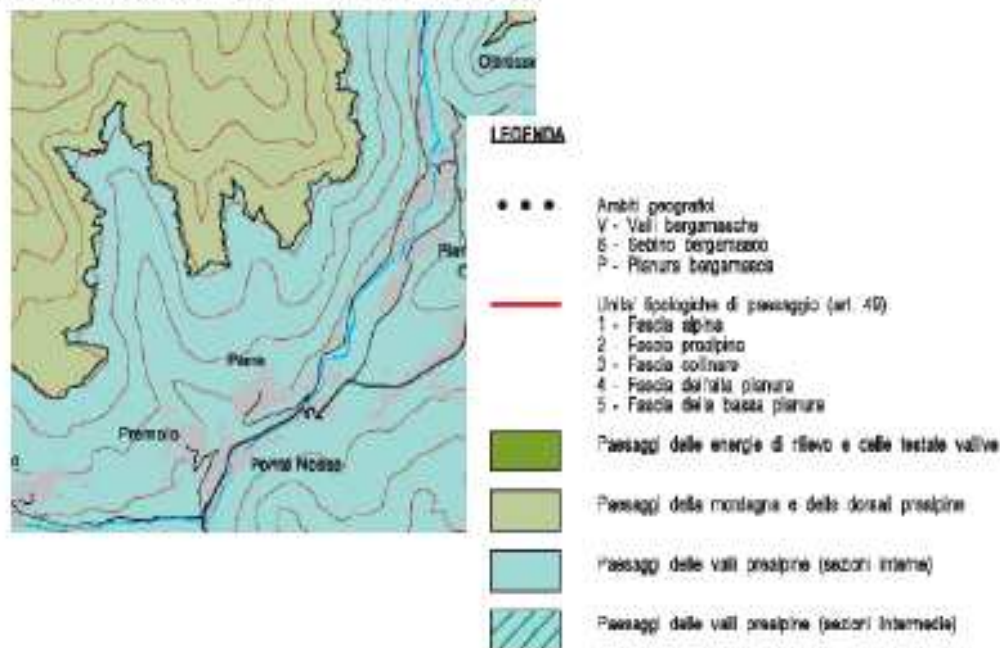 Parre
Premolo
Ponte Nossa
LEGENDA
Ambiti geografici
V - Valli bergamasche
S - Sebino bergamasco
P - Pianura bergamasca
Unita' tipologiche di paesaggio (art. 49)
1 - Fascia alpina
2 - Fascia prealpina
3 - Fascia collinare
4 - Fascia dell'alta pianura
5 - Fascia della bassa pianura
Paesaggi delle energie di rilievo e delle testate vallive
Paesaggi della montagna e delle dorsali prealpine
Paesaggi delle valli prealpine (sezioni interne)
Paesaggi delle valli prealpine (sezioni intermedie)